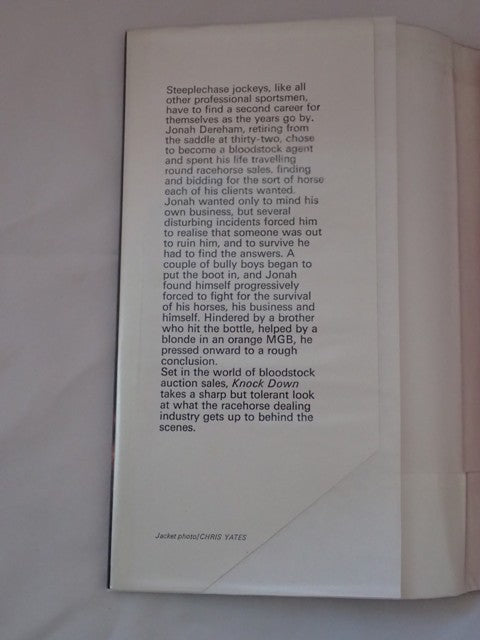 Steeplechase jockeys, like all
other professional sportsmen,
have to find a second career for
themselves as the years go by.
Jonah Dereham, retiring from
the saddle at thirty-two, chose
to become a bloodstock agent
and spent his life travelling
round racehorse sales, finding
and bidding for the sort of horse
each of his clients wanted.
Jonah wanted only to mind his
own business, but several
disturbing incidents forced him
to realise that someone was out
to ruin him, and to survive he
had to find the answers. A
couple of bully boys began to
put the boot in, and Jonah
found himself progressively
forced to fight for the survival
of his horses, his business and
himself. Hindered by a brother
who hit the bottle, helped by a
blonde in an orange MGB, he
pressed onward to a rough
conclusion.
Set in the world of bloodstock
auction sales, Knock Down
takes a sharp but tolerant look
at what the racehorse dealing
industry gets up to behind the
scenes.
Jacket photo/CHRIS YATES